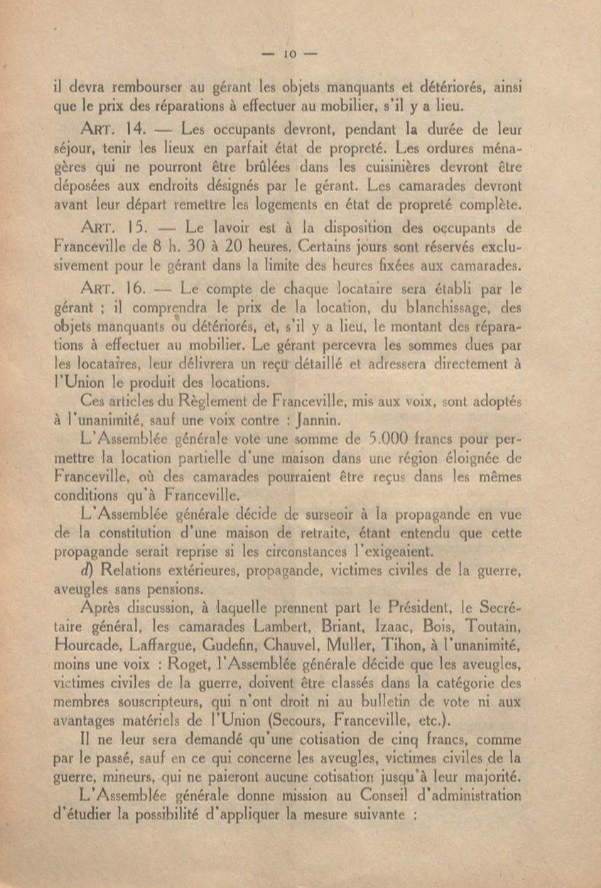 — 10 —
il devra rembourser au gérant les objets manquants et détériorés, ainsi
que le prix des réparations à effectuer au mobilier, s'il y a lieu.
ART. 14. — Les occupants devront, pendant la durée de leur
séjour, tenir les lieux en parfait état de propreté. Les ordures ména-
gères qui ne pourront être brûlées dans les cuisinières devront être
déposées aux endroits désignés par le gérant. Les camarades devront
avant leur départ remettre les logements en état de propreté complète.
ART. 15. — Le lavoir est à la disposition des occupants de
Franceville de 8 h. 30 à 20 heures. Certains jours sont réservés exclu-
sivement pour le gérant dans la limite des heures fixées aux camarades.
ART. 16. — Le compte de chaque locataire sera établi par le
gérant ; il comprendra le prix de la location, du blanchissage, des
objets manquants ou détériorés, et, s'il y a lieu, le montant des répara-
tions à effectuer au mobilier. Le gérant percevra les sommes dues par
les locataires, leur délivrera un reçu détaillé et adressera directement à
l'Union le produit des locations.
Ces articles du Règlement de Franceville, mis aux voix, sont adoptés
à l'unanimité, sauf une voix contre : Jannin.
L'Assemblée générale vote une somme de 5.000 francs pour per-
mettre la location partielle d'une maison dans une région éloignée de
Franceville, où des camarades pourraient être reçus dans les mêmes
conditions qu'à Franceville.
L'Assemblée générale décide de surseoir à la propagande en vue
de la constitution d'une maison de retraite, étant entendu que cette
propagande serait reprise si les circonstances l'exigeaient.
d) Relations extérieures, propagande, victimes civiles de la guerre,
aveugles sans pensions.
Après discussion, à laquelle prennent part le Président, le Secré-
taire général, les camarades Lambert, Briant, Izaac, Bois, Toutain,
Hourcade, Laffargue, Gudefin, Chauvel, Muller, Tihon, à l'unanimité,
moins une voix : Roget, l'Assemblée générale décide que les aveugles,
victimes civiles de la guerre, doivent être classés dans la catégorie des
membres souscripteurs, qui n'ont droit ni au bulletin de vote ni aux
avantages matériels de l'Union (Secours, Franceville, etc.).
Il ne leur sera demandé qu'une cotisation de cinq francs, comme
par le passé, sauf en ce qui concerne les aveugles, victimes civiles de la
guerre, mineurs, qui ne paieront aucune cotisation jusqu'à leur majorité.
L'Assemblée générale donne mission au Conseil d'administration
d'étudier la possibilité d'appliquer la mesure suivante :